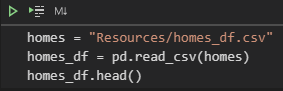 M↓
homes = "Resources/homes_df.csv"
homes_df = pd.read_csv(homes)
homes_df.head()